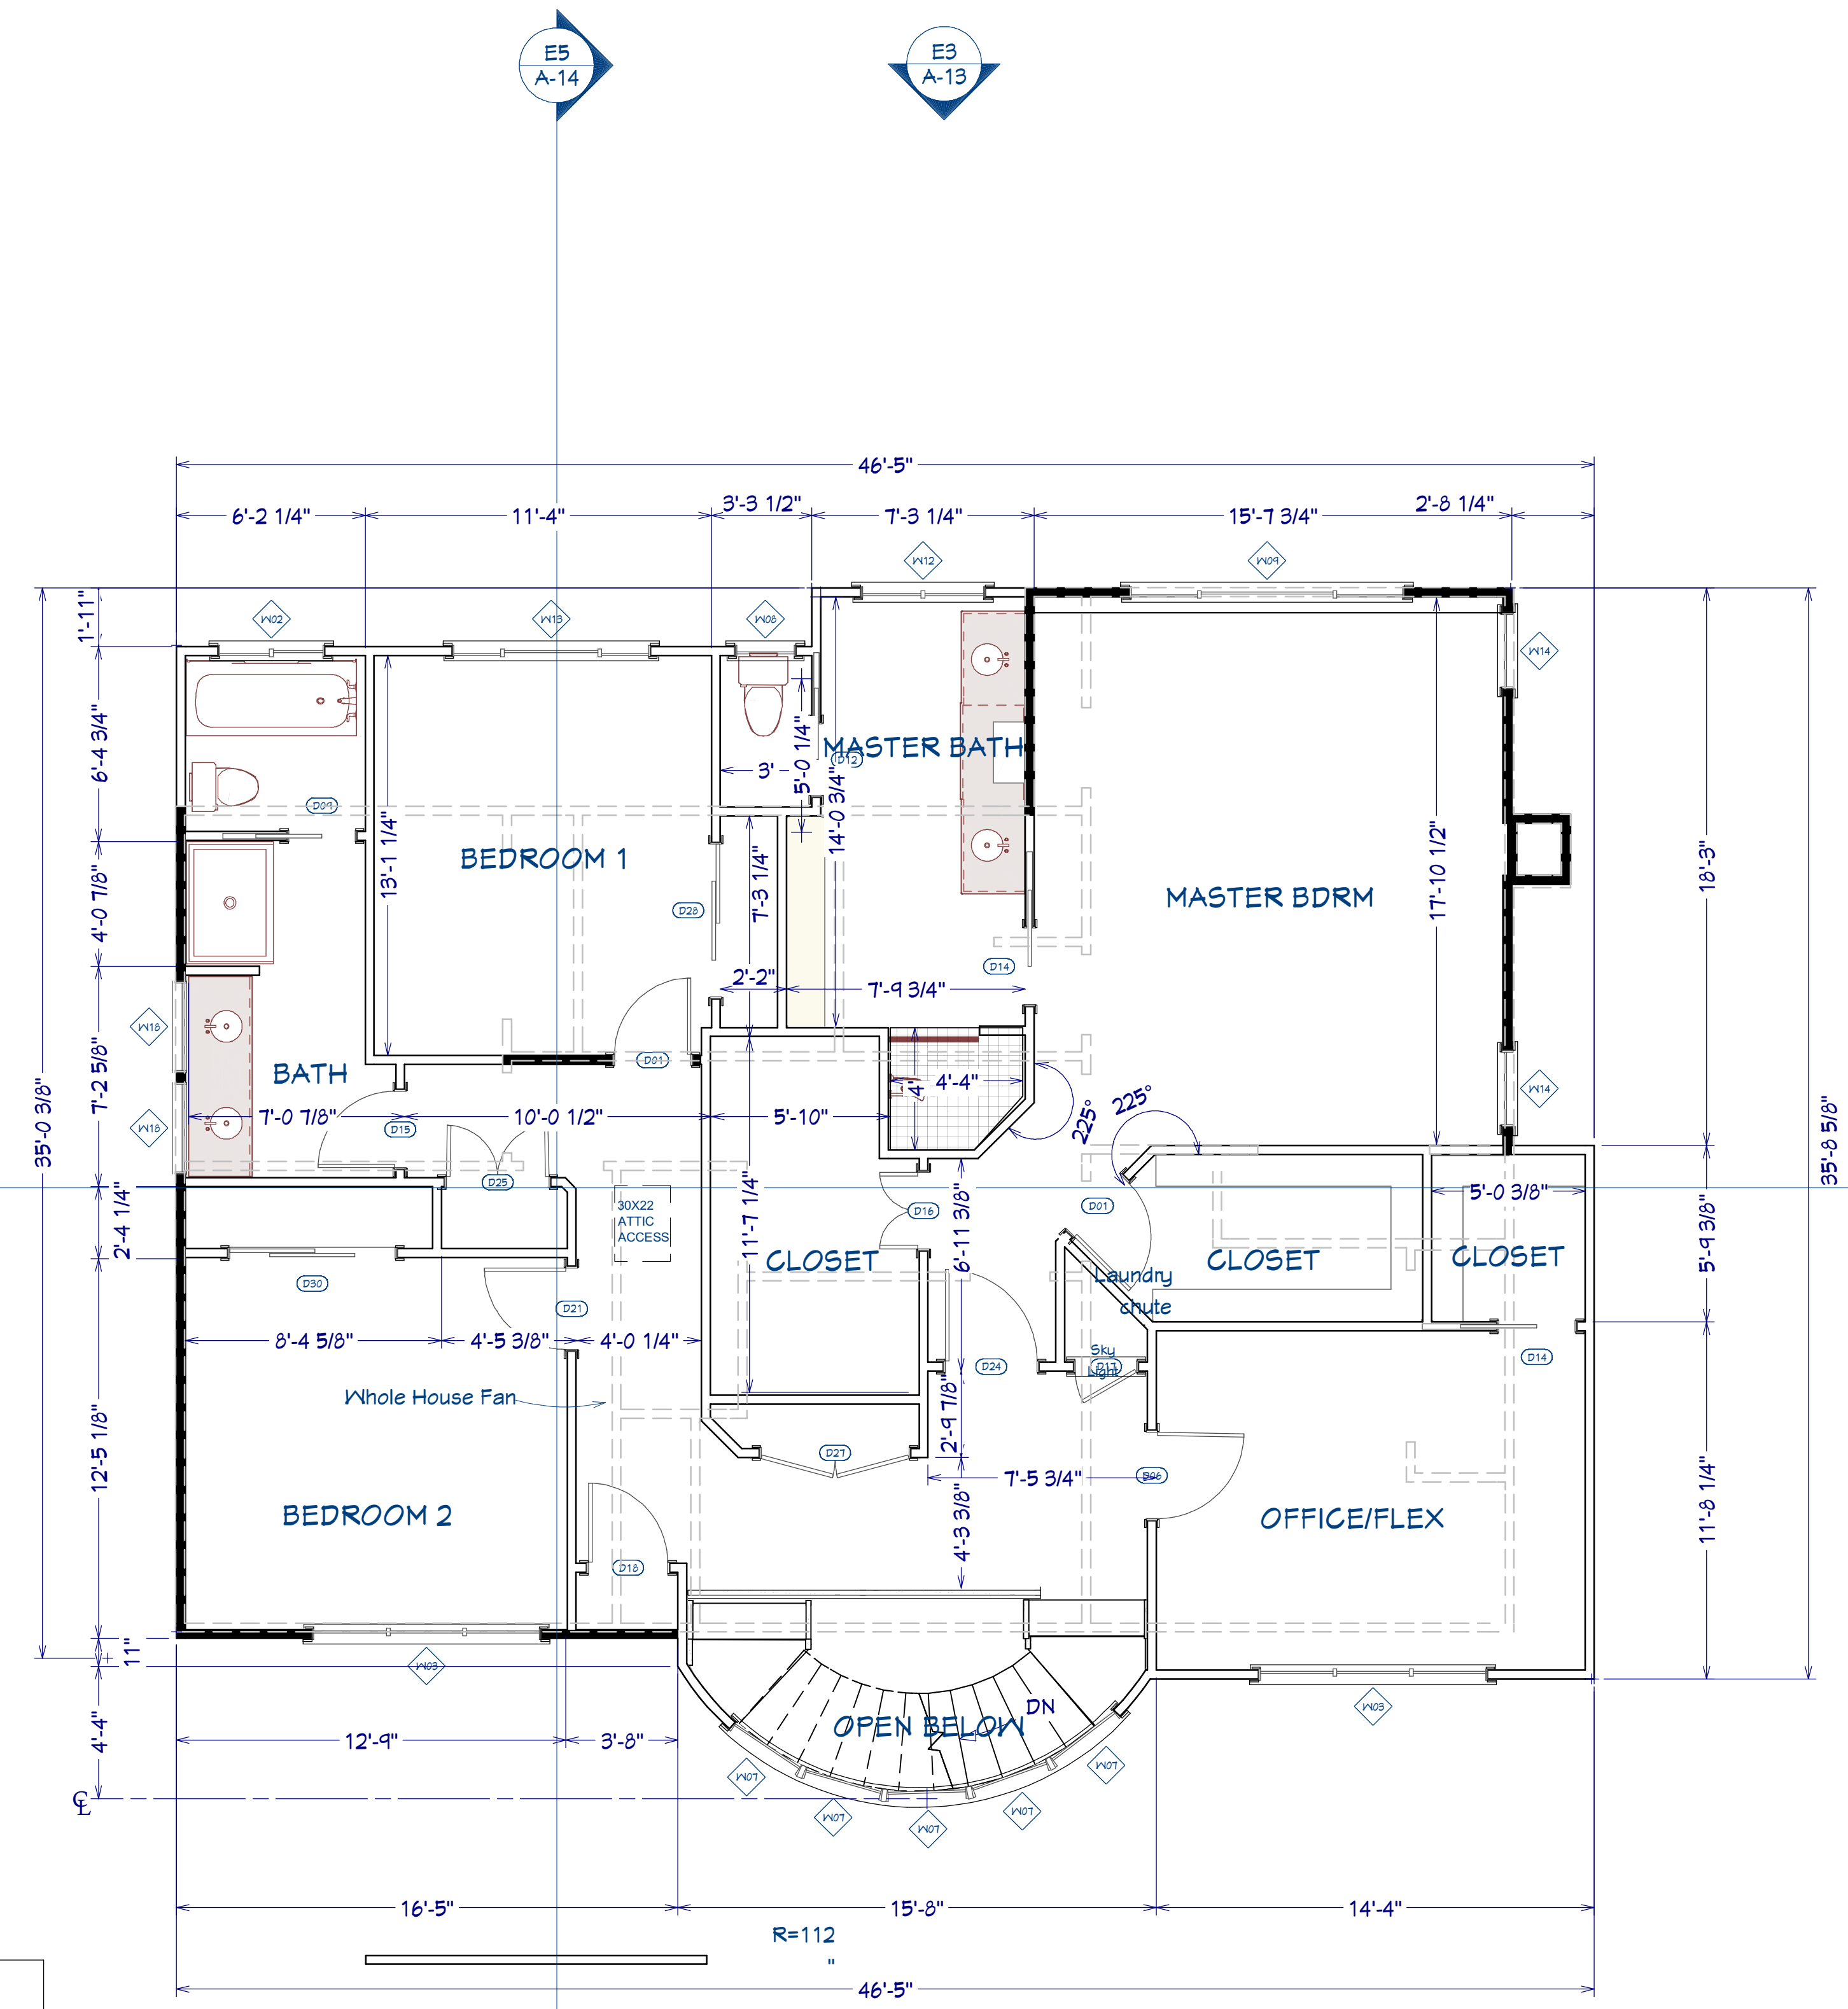 E5
A-14
E3
A-13
46'-5"
6'-2 1/4"
11'-4"
3'-3 1/2"
7'-3 1/4"
15'-7 3/4"
2'-8 1/4"
W12
W09
1'-11"
W02
W13
W08
W14
6'-4 3/4"
MASTER BATH
D12
3'
5'-0 1/4"
14'-0 3/4"
D09
13'-1 1/4"
BEDROOM 1
7'-3 1/4"
17'-10 1/2"
18'-3"
MASTER BDRM
4'-0 7/8"
D28
D14
2'-2"
7'-9 3/4"
W18
BATH
D01
7'-2 5/8"
4'
4'-4"
W14
W18
7'-0 7/8"
10'-0 1/2"
5'-10"
225°
225°
35'-0 3/8"
35'-8 5/8"
D15
D25
5'-0 3/8"
30X22
ATTIC
ACCESS
D16
D01
2'-4 1/4"
11'-7 1/4"
6'-11 3/8"
5'-9 3/8"
CLOSET
CLOSET
CLOSET
Laundry
chute
D30
D21
8'-4 5/8"
4'-5 3/8"
4'-0 1/4"
Sky
Light
D24
D17
D14
Whole House Fan
2'-9 7/8"
12'-5 1/8"
D27
7'-5 3/4"
D06
11'-8 1/4"
BEDROOM 2
4'-3 3/8"
OFFICE/FLEX
D18
11"
W03
W03
4'-4"
DN
OPEN BELOW
12'-9"
3'-8"
W07
W07
W07
W07
W07
CL
16'-5"
15'-8"
14'-4"
R=112
"
46'-5"